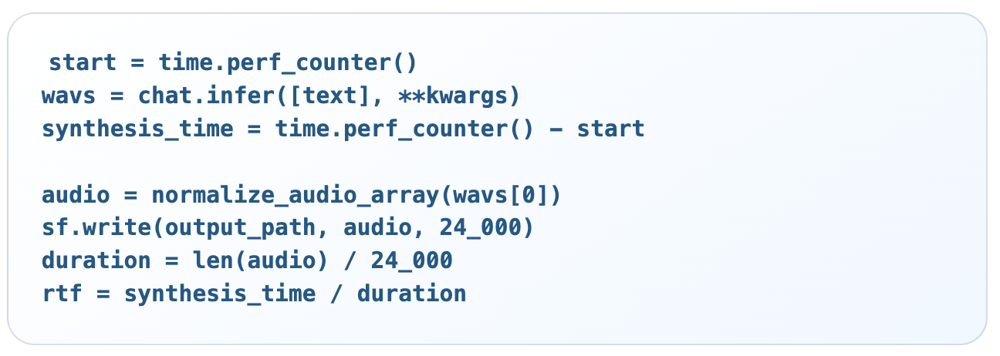 start = time.perf_counter()
wavs = chat.infer([text], **kwargs)
synthesis_time = time.perf_counter() - start
audio = normalize_audio_array(wavs[0])
sf.write(output_path, audio, 24_000)
duration = len(audio) / 24_000
rtf = synthesis_time / duration